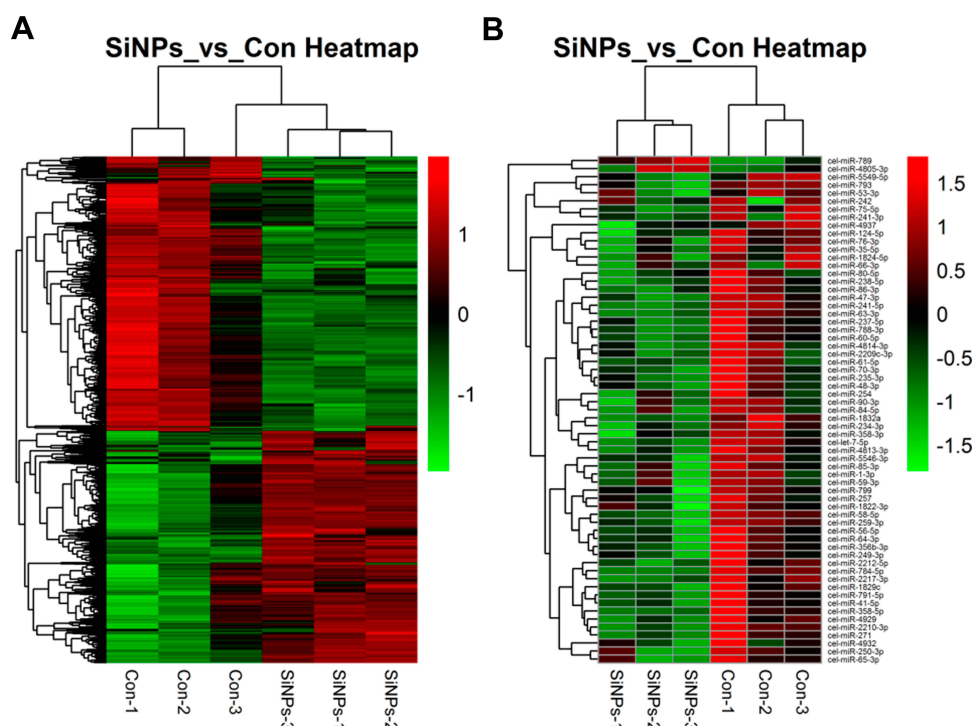 A
SiNPs_vs_Con Heatmap
1
0
-1
Con-1
Con-2
Con-3
B
SiNPs_vs_Con Heatmap
cel-miR-789
cel-miR-4805-3p
cel-miR-5549-5p
cel-miR-793
cel-miR-53-3p
cel-miR-242
cel-miR-75-5p
cel-miR-241-3p
cel-miR-4937
cel-miR-124-5p
cel-miR-76-3p
cel-miR-35-5p
cel-miR-1824-5p
cel-miR-66-3p
cel-miR-80-5p
cel-miR-238-5p
cel-miR-86-3p
cel-miR-47-3p
cel-miR-241-5p
cel-miR-63-3p
cel-miR-237-5p
cel-miR-788-3p
cel-miR-60-5p
cel-miR-4814-3p
cel-miR-2209c-3p
cel-miR-61-5p
cel-miR-70-3p
cel-miR-235-3p
cel-miR-48-3p
cel-miR-254
cel-miR-90-3p
cel-miR-84-5p
cel-miR-1832a
cel-miR-234-3p
cel-miR-358-3p
cel-let-7-5p
cel-miR-4813-3p
cel-miR-5546-3p
cel-miR-85-3p
cel-miR-1-3p
cel-miR-59-3p
cel-miR-799
cel-miR-257
cel-miR-1822-3p
cel-miR-58-5p
cel-miR-259-3p
cel-miR-56-5p
cel-miR-64-3p
cel-miR-356b-3p
cel-miR-249-3p
cel-miR-2212-5p
cel-miR-784-5p
cel-miR-2217-3p
cel-miR-1829c
cel-miR-791-5p
cel-miR-41-5p
cel-miR-358-5p
cel-miR-4929
cel-miR-2210-3p
cel-miR-271
cel-miR-4932
cel-miR-250-3p
cel-miR-65-3p
1.5
1
0.5
0
-0.5
-1
-1.5
Con-1
Con-2
Con-3